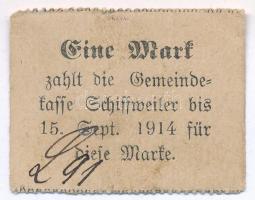 Eine Mark
zahlt die Gemeinde-
kasse Schiffweiler bis
15. Sept. 1914 für
diese Marke.